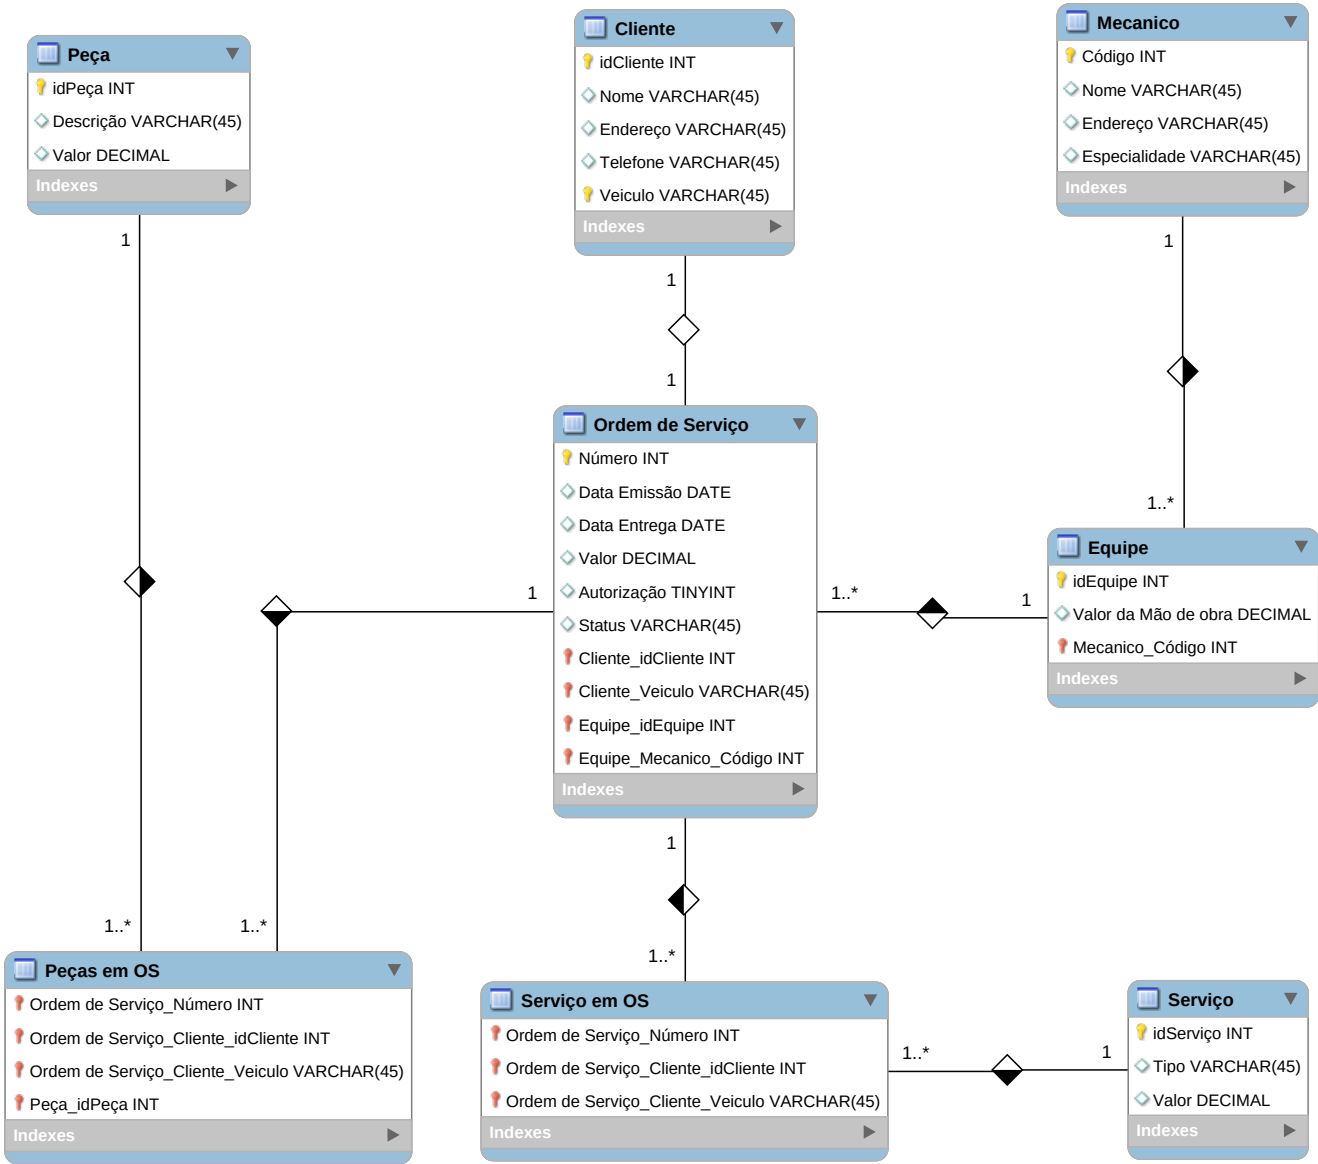 Peça
idPeça INT
Descrição VARCHAR(45)
Valor DECIMAL
Indexes
Cliente
idCliente INT
Nome VARCHAR(45)
Endereço VARCHAR(45)
Telefone VARCHAR(45)
Veiculo VARCHAR(45)
Indexes
Mecanico
Código INT
Nome VARCHAR(45)
Endereço VARCHAR(45)
Especialidade VARCHAR(45)
Indexes
1
1
1
1
1..*
Ordem de Serviço
Número INT
Data Emissão DATE
Data Entrega DATE
Valor DECIMAL
Autorização TINYINT
Status VARCHAR(45)
Cliente_idCliente INT
Cliente_Veiculo VARCHAR(45)
Equipe_idEquipe INT
Equipe_Mecanico_Código INT
Indexes
1
1..*
1
Equipe
idEquipe INT
Valor da Mão de obra DECIMAL
Mecanico_Código INT
Indexes
1
1..*
1..*
1..*
Peças em OS
Ordem de Serviço_Número INT
Ordem de Serviço_Cliente_idCliente INT
Ordem de Serviço_Cliente_Veiculo VARCHAR(45)
Peça_idPeça INT
Indexes
Serviço em OS
Ordem de Serviço_Número INT
Ordem de Serviço_Cliente_idCliente INT
Ordem de Serviço_Cliente_Veiculo VARCHAR(45)
Indexes
1..*
1
Serviço
idServiço INT
Tipo VARCHAR(45)
Valor DECIMAL
Indexes